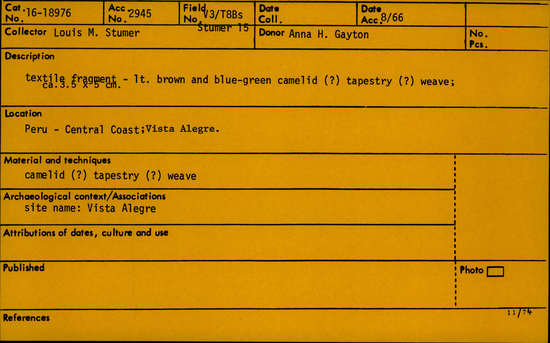 Cat. No. 16-18976 Acc. No. 2945 Field No. V3/T8Bs Stumer 15 Date Coll. Date Acc. 8/66
Collector Louis M. Stumer Donor Anna H. Gayton No. Pcs.
Description
textile fragment - lt. brown and blue-green camelid (?) tapestry (?) weave;
ca.3.5 x 5 cm.
Location
Peru - Central Coast;Vista Alegre.
Material and techniques
camelid (?) tapestry (?) weave
Archaeological context/Associations
site name: Vista Alegre
Attributions of dates, culture and use
Published
Photo
11/74
References